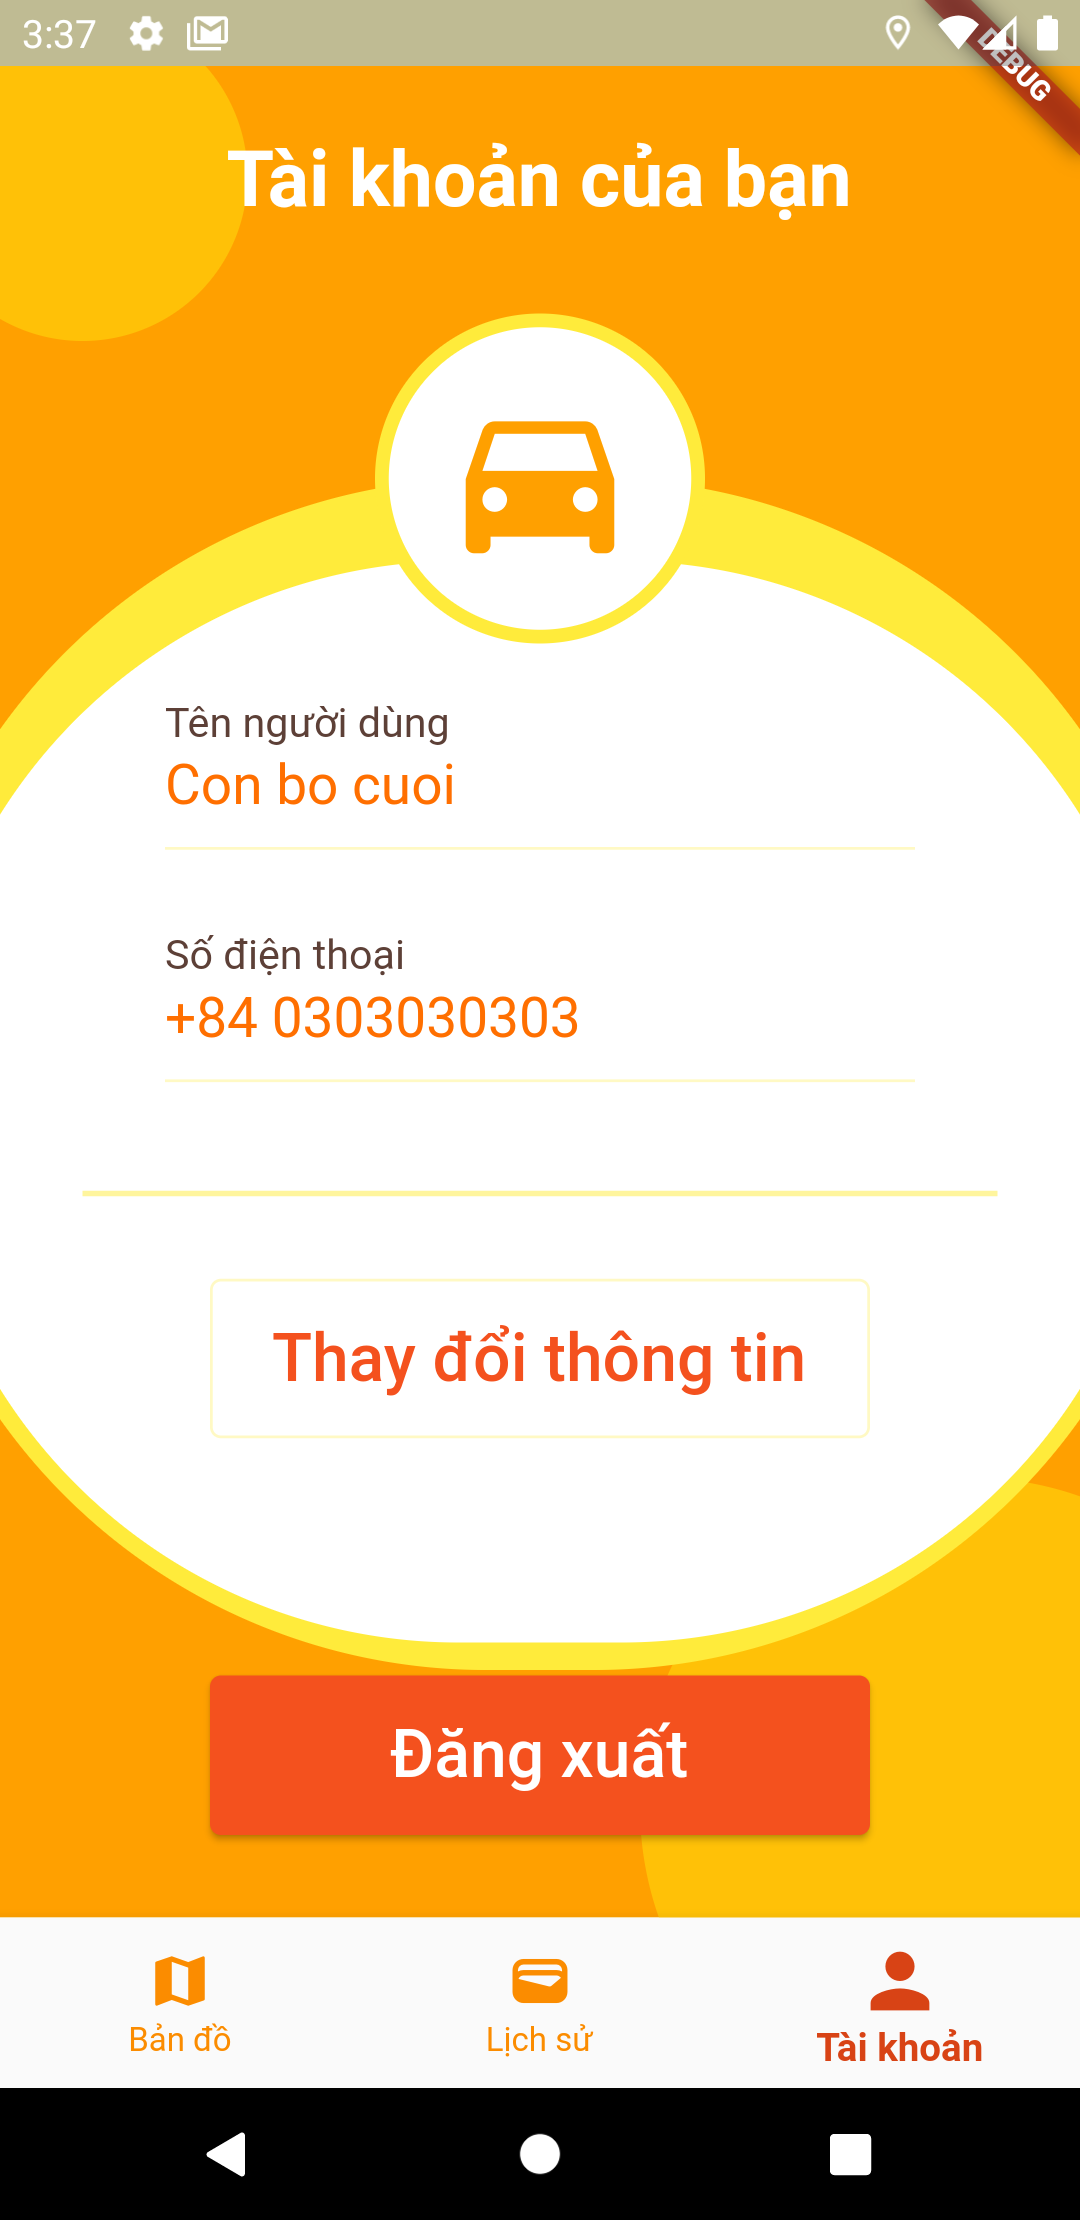 3:37
DEBUG
Tài khoản của bạn
Tên người dùng
Con bo cuoi
Số điện thoại
+84 0303030303
Thay đổi thông tin
Đăng xuất
Bản đồ
Lịch sử
Tài khoản